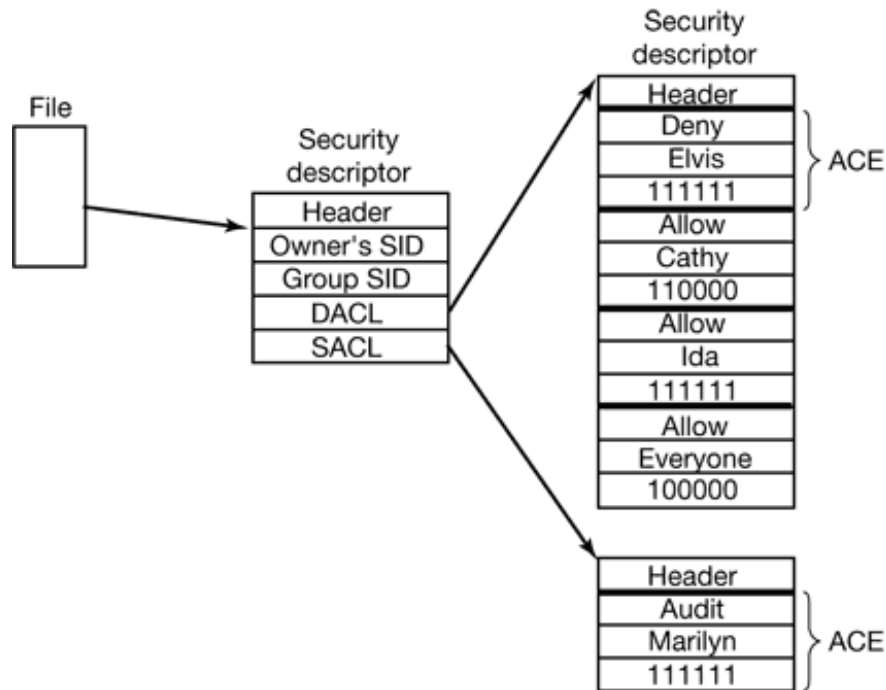 File
Security
descriptor
Header
Owner's SID
Group SID
DACL
SACL
Security
descriptor
Header
Deny
Elvis
111111
ACE
Allow
Cathy
110000
Allow
Ida
111111
Allow
Everyone
100000
Header
Audit
Marilyn
111111
ACE